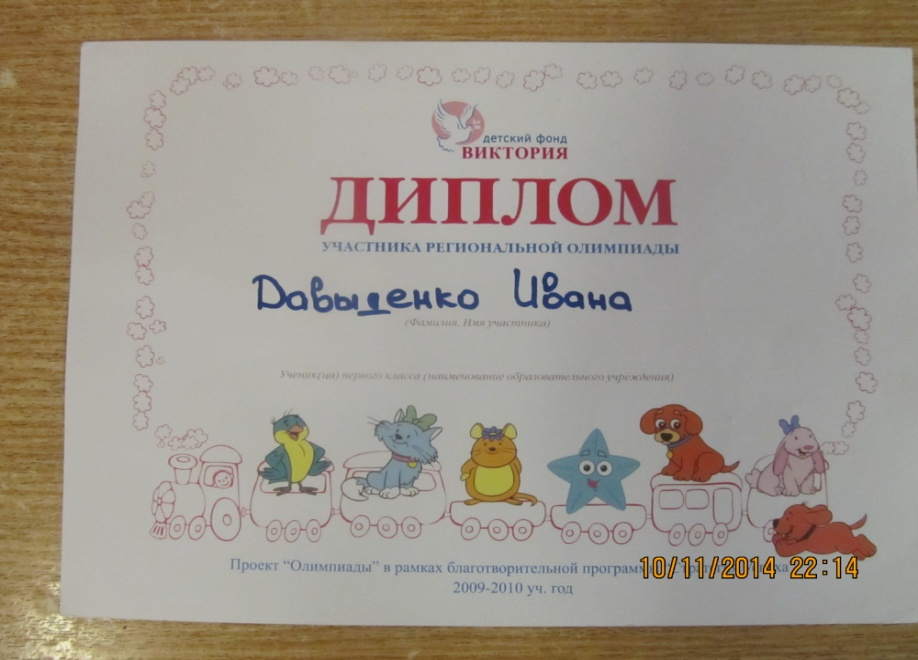 детский фонд
ВИКТОРИЯ
ДИПЛОМ
УЧАСТНИКА РЕГИОНАЛЬНОЙ ОЛИМПИАДЫ
Давыденко Ивана
(Фамилия, Имя участника)
Ученик(ца) первого класса (наименование образовательного учреждения)
Проект "Олимпиады" в рамках благотворительной
10/11/2014 22:14
2009-2010 уч. год